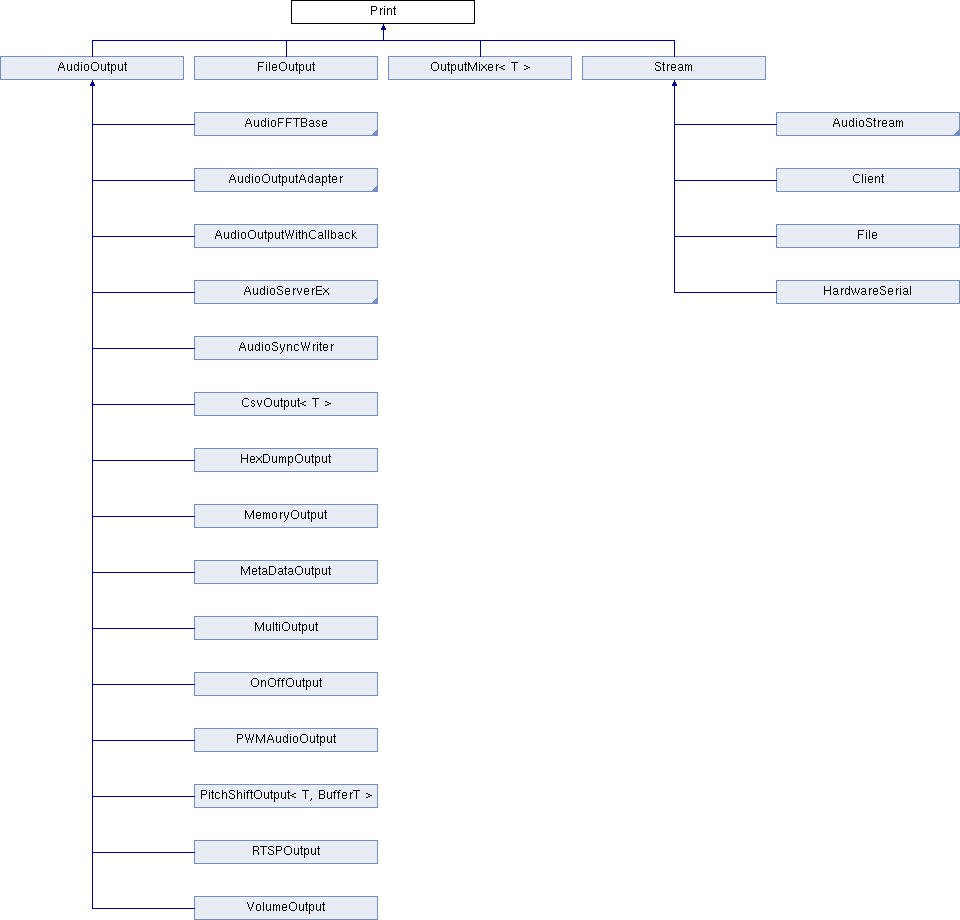 Print
AudioOutput
FileOutput
OutputMixer< T >
Stream
AudioFFTBase
AudioStream
AudioOutputAdapter
Client
AudioOutputWithCallback
File
AudioServerEx
HardwareSerial
AudioSyncWriter
CsvOutput< T >
HexDumpOutput
MemoryOutput
MetaDataOutput
MultiOutput
OnOffOutput
PWMAudioOutput
PitchShiftOutput< T, BufferT >
RTSPOutput
VolumeOutput